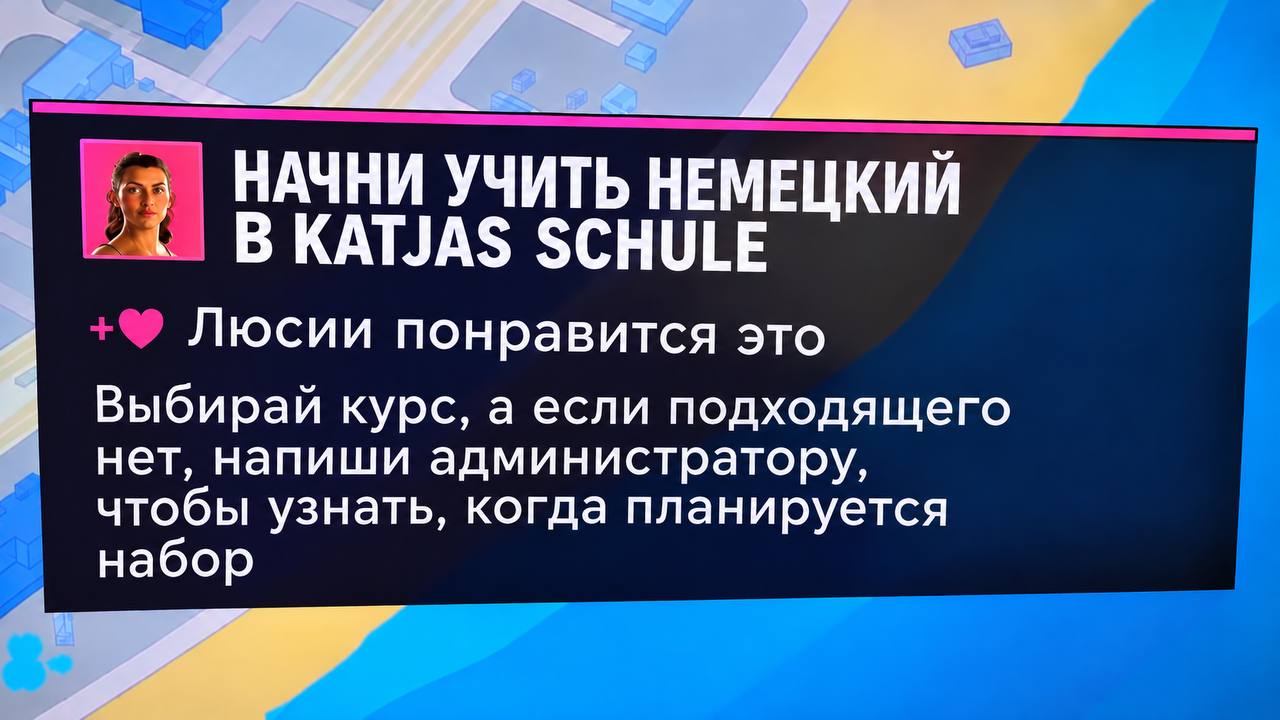 НАЧНИ УЧИТЬ НЕМЕЦКИЙ
В KATJAS SCHULE
+♥ Люсии понравится это
Выбирай курс, а если подходящего
нет, напиши администратору,
чтобы узнать, когда планируется
набор